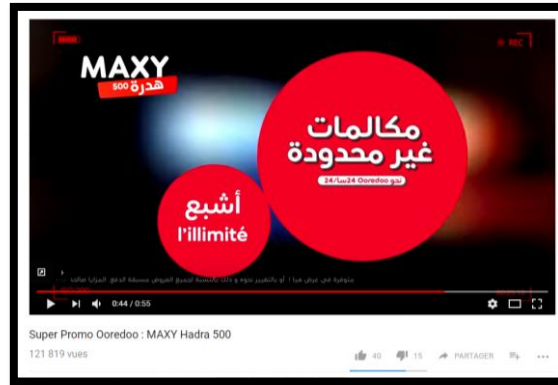 REC
MAXY
هدرة 500
مكالمات
غير محدودة
نحو Ooredoo 24سا/24
أشبع
l'illimité
0:44 / 0:55
Super Promo Ooredoo : MAXY Hadra 500
121 819 vues
40
15
PARTAGER